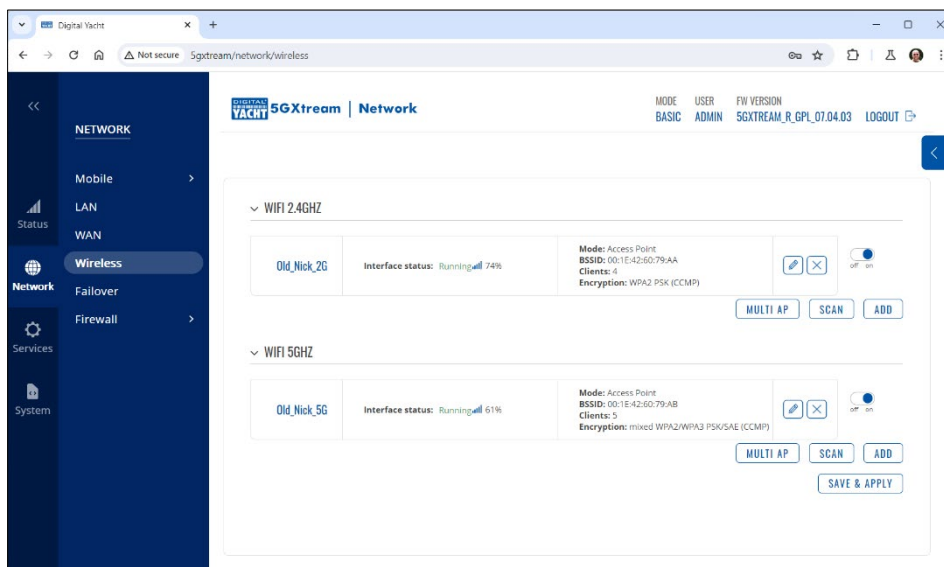 Digital Yacht
Not secure 5gxtream/network/wireless
DIGITAL YACHT 5GXtream | Network
MODE USER FW VERSION
BASIC ADMIN 5GXTREAM_R_GPL_07.04.03 LOGOUT
NETWORK
Mobile
LAN
WAN
Wireless
Failover
Firewall
Status
Network
Services
System
WIFI 2.4GHZ
Old_Nick_2G
Interface status: Running 74%
Mode: Access Point
BSSID: 00:1E:42:60:79:AA
Clients: 4
Encryption: WPA2 PSK (CCMP)
off on
MULTI AP SCAN ADD
WIFI 5GHZ
Old_Nick_5G
Interface status: Running 61%
Mode: Access Point
BSSID: 00:1E:42:60:79:AB
Clients: 5
Encryption: mixed WPA2/WPA3 PSK/SAE (CCMP)
off on
MULTI AP SCAN ADD
SAVE & APPLY